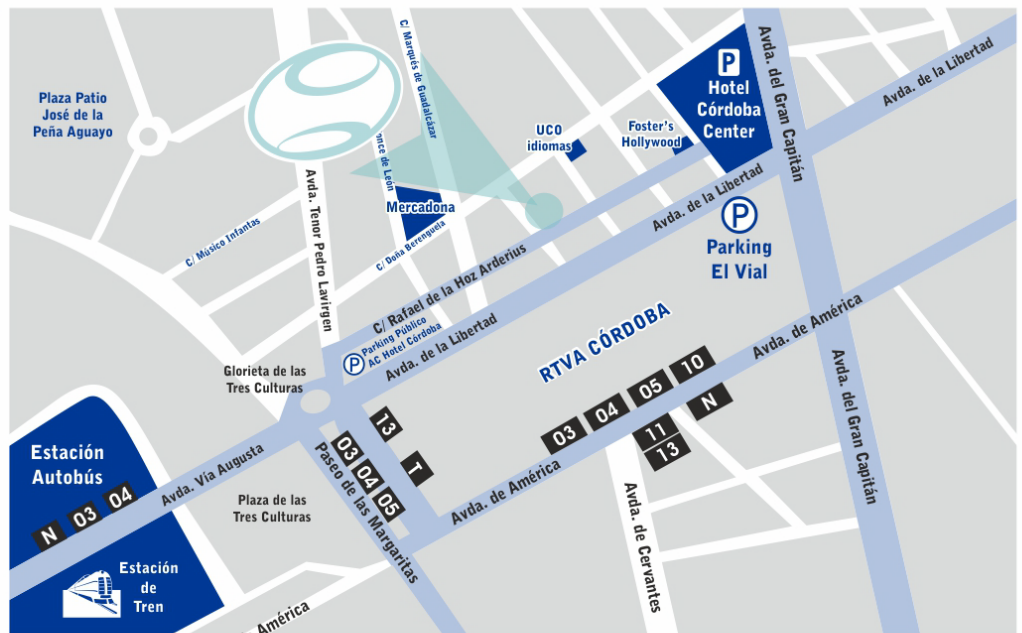 C/ Marqués de Guadalcázar
Avda. del Gran Capitán
Avda. de la Libertad
P
Hotel
Córdoba
Center
Plaza Patio
José de la
Peña Aguayo
UCO
idiomas
Foster's
Hollywood
once de León
Avda. Tenor Pedro Lavirgen
Mercadona
C/ Músico Infantas
C/ Doña Berenguela
Avda. de la Libertad
P
Parking
El Vial
C/ Rafael de la Hoz Arderius
P
Parking Público
AC Hotel Córdoba
Avda. de la Libertad
RTVA CÓRDOBA
Avda. de América
Glorieta de las
Tres Culturas
Avda. del Gran Capitán
03
04
05
10
N
11
13
13
T
03
04
05
Paseo de las Margaritas
Estación
Autobús
Avda. Vía Augusta
N
03
04
Plaza de las
Tres Culturas
Avda. de América
Avda. de Cervantes
Estación
de
Tren
América